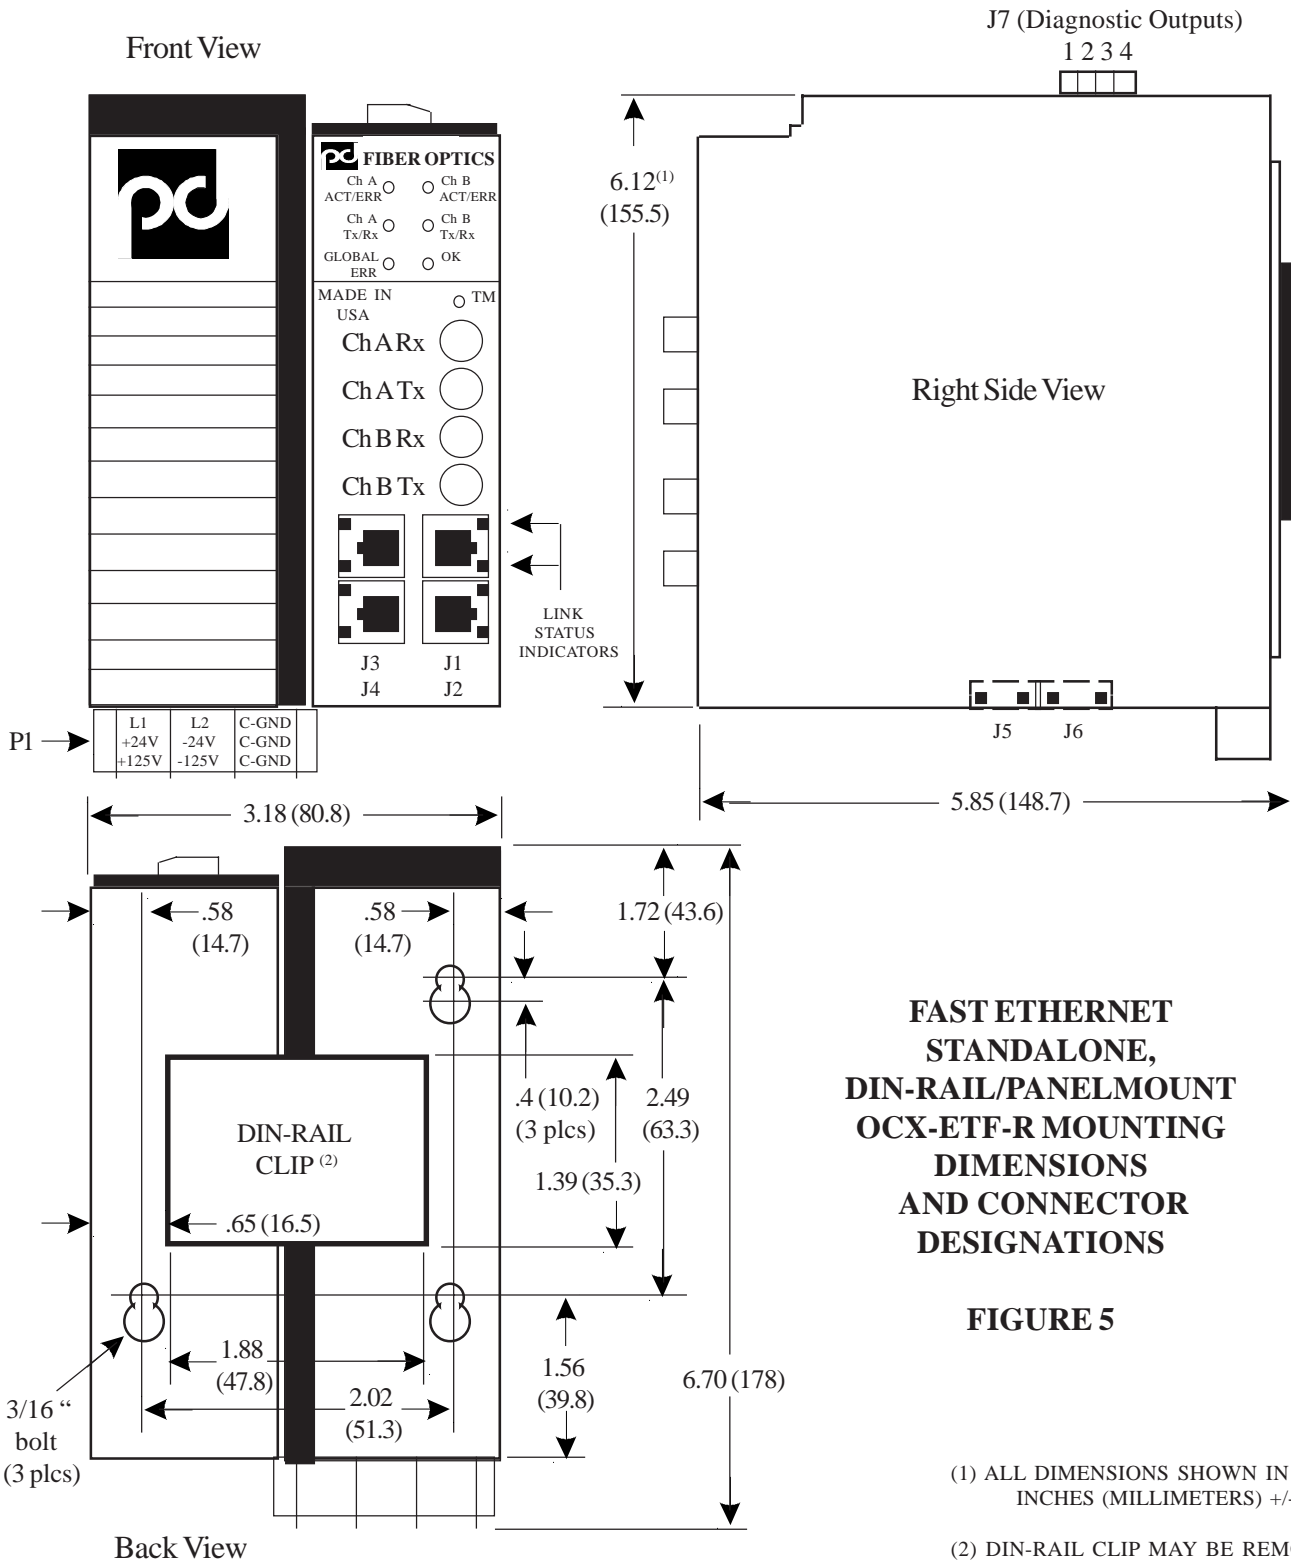 Front View
J7 (Diagnostic Outputs)
1 2 3 4
pd
pd FIBER OPTICS
Ch A
ACT/ERR
Ch B
ACT/ERR
Ch A
Tx/Rx
Ch B
Tx/Rx
GLOBAL
ERR
OK
MADE IN
USA
TM
Ch A Rx
Ch A Tx
Ch B Rx
Ch B Tx
LINK
STATUS
INDICATORS
J3
J4
J1
J2
P1
L1 L2 C-GND
+24V -24V C-GND
+125V -125V C-GND
6.12(1)
(155.5)
Right Side View
J5 J6
3.18 (80.8)
5.85 (148.7)
.58
(14.7)
.58
(14.7)
1.72 (43.6)
.4 (10.2)
(3 plcs)
2.49
(63.3)
DIN-RAIL
CLIP (2)
1.39 (35.3)
.65 (16.5)
1.88
(47.8)
2.02
(51.3)
1.56
(39.8)
6.70 (178)
3/16 “
bolt
(3 plcs)
Back View
FAST ETHERNET
STANDALONE,
DIN-RAIL/PANELMOUNT
OCX-ETF-R MOUNTING
DIMENSIONS
AND CONNECTOR
DESIGNATIONS
FIGURE 5
(1) ALL DIMENSIONS SHOWN IN
INCHES (MILLIMETERS) +/-
(2) DIN-RAIL CLIP MAY BE